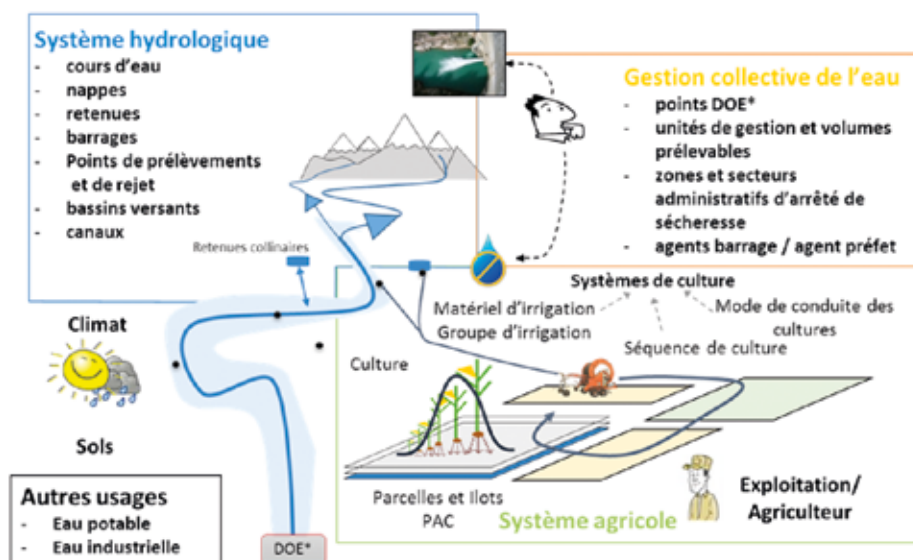 Système hydrologique
- cours d'eau
- nappes
- retenues
- barrages
- Points de prélèvements
et de rejet
- bassins versants
- canaux
Retenues collinaires
Gestion collective de l'eau
- points DOE*
- unités de gestion et volumes
prélevables
- zones et secteurs
administratifs d'arrêté de
sécheresse
- agents barrage / agent préfet
Systèmes de culture
Matériel d'irrigation
Groupe d'irrigation
Mode de conduite des
cultures
Séquence de culture
Culture
Climat
Sols
Parcelles et Ilots
PAC
Exploitation/
Agriculteur
Système agricole
Autres usages
- Eau potable
- Eau industrielle
DOE*